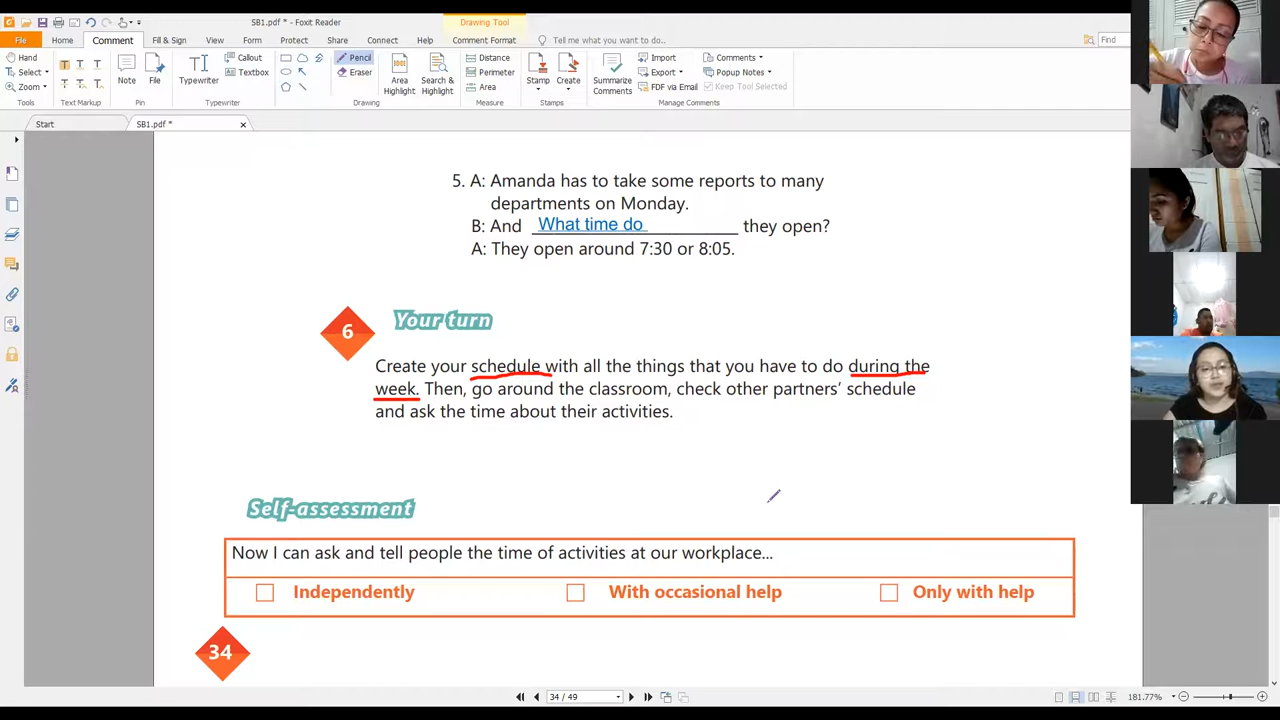 SB1.pdf * - Foxit Reader
Drawing Tool
File Home Comment Fill & Sign View Form Protect Share Connect Help Comment Format Tell me what you want to do... Find
Hand
Select
Zoom
Tools
Text Markup
Note
File
Pin
Typewriter
Callout
Textbox
Typewriter
Pencil
Eraser
Drawing
Area Highlight
Search & Highlight
Distance
Perimeter
Area
Measure
Stamp
Create
Stamps
Summarize Comments
Import
Export
FDF via Email
Comments
Popup Notes
Keep Tool Selected
Manage Comments
Start
SB1.pdf *
5. A: Amanda has to take some reports to many
departments on Monday.
B: And What time do they open?
A: They open around 7:30 or 8:05.
6
Your turn
Create your schedule with all the things that you have to do during the
week. Then, go around the classroom, check other partners’ schedule
and ask the time about their activities.
Self-assessment
Now I can ask and tell people the time of activities at our workplace...
Independently With occasional help Only with help
34
34 / 49
181.77%